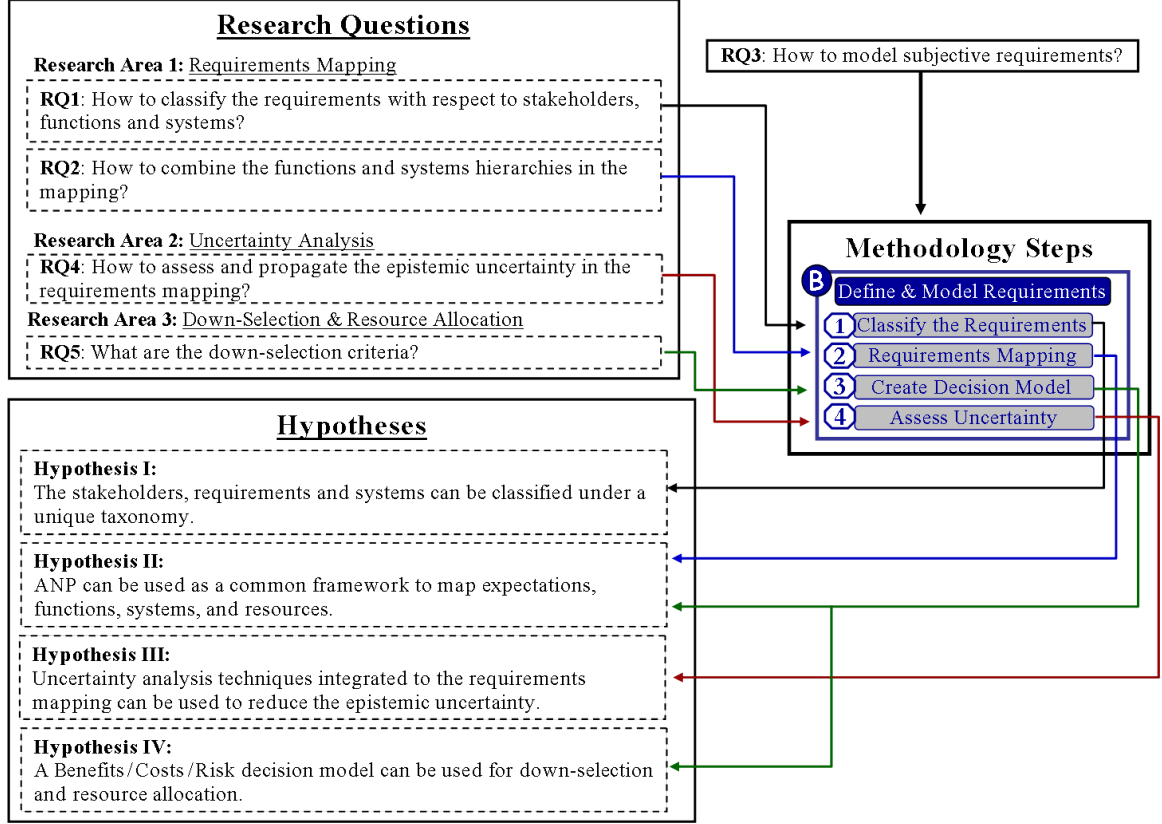 Research Questions
Research Area 1: Requirements Mapping
RQ1: How to classify the requirements with respect to stakeholders,
functions and systems?
RQ2: How to combine the functions and systems hierarchies in the
mapping?
Research Area 2: Uncertainty Analysis
RQ4: How to assess and propagate the epistemic uncertainty in the
requirements mapping?
Research Area 3: Down-Selection & Resource Allocation
RQ5: What are the down-selection criteria?
RQ3: How to model subjective requirements?
Methodology Steps
B
Define & Model Requirements
1 Classify the Requirements
2 Requirements Mapping
3 Create Decision Model
4 Assess Uncertainty
Hypotheses
Hypothesis I:
The stakeholders, requirements and systems can be classified under a
unique taxonomy.
Hypothesis II:
ANP can be used as a common framework to map expectations,
functions, systems, and resources.
Hypothesis III:
Uncertainty analysis techniques integrated to the requirements
mapping can be used to reduce the epistemic uncertainty.
Hypothesis IV:
A Benefits/Costs/Risk decision model can be used for down-selection
and resource allocation.